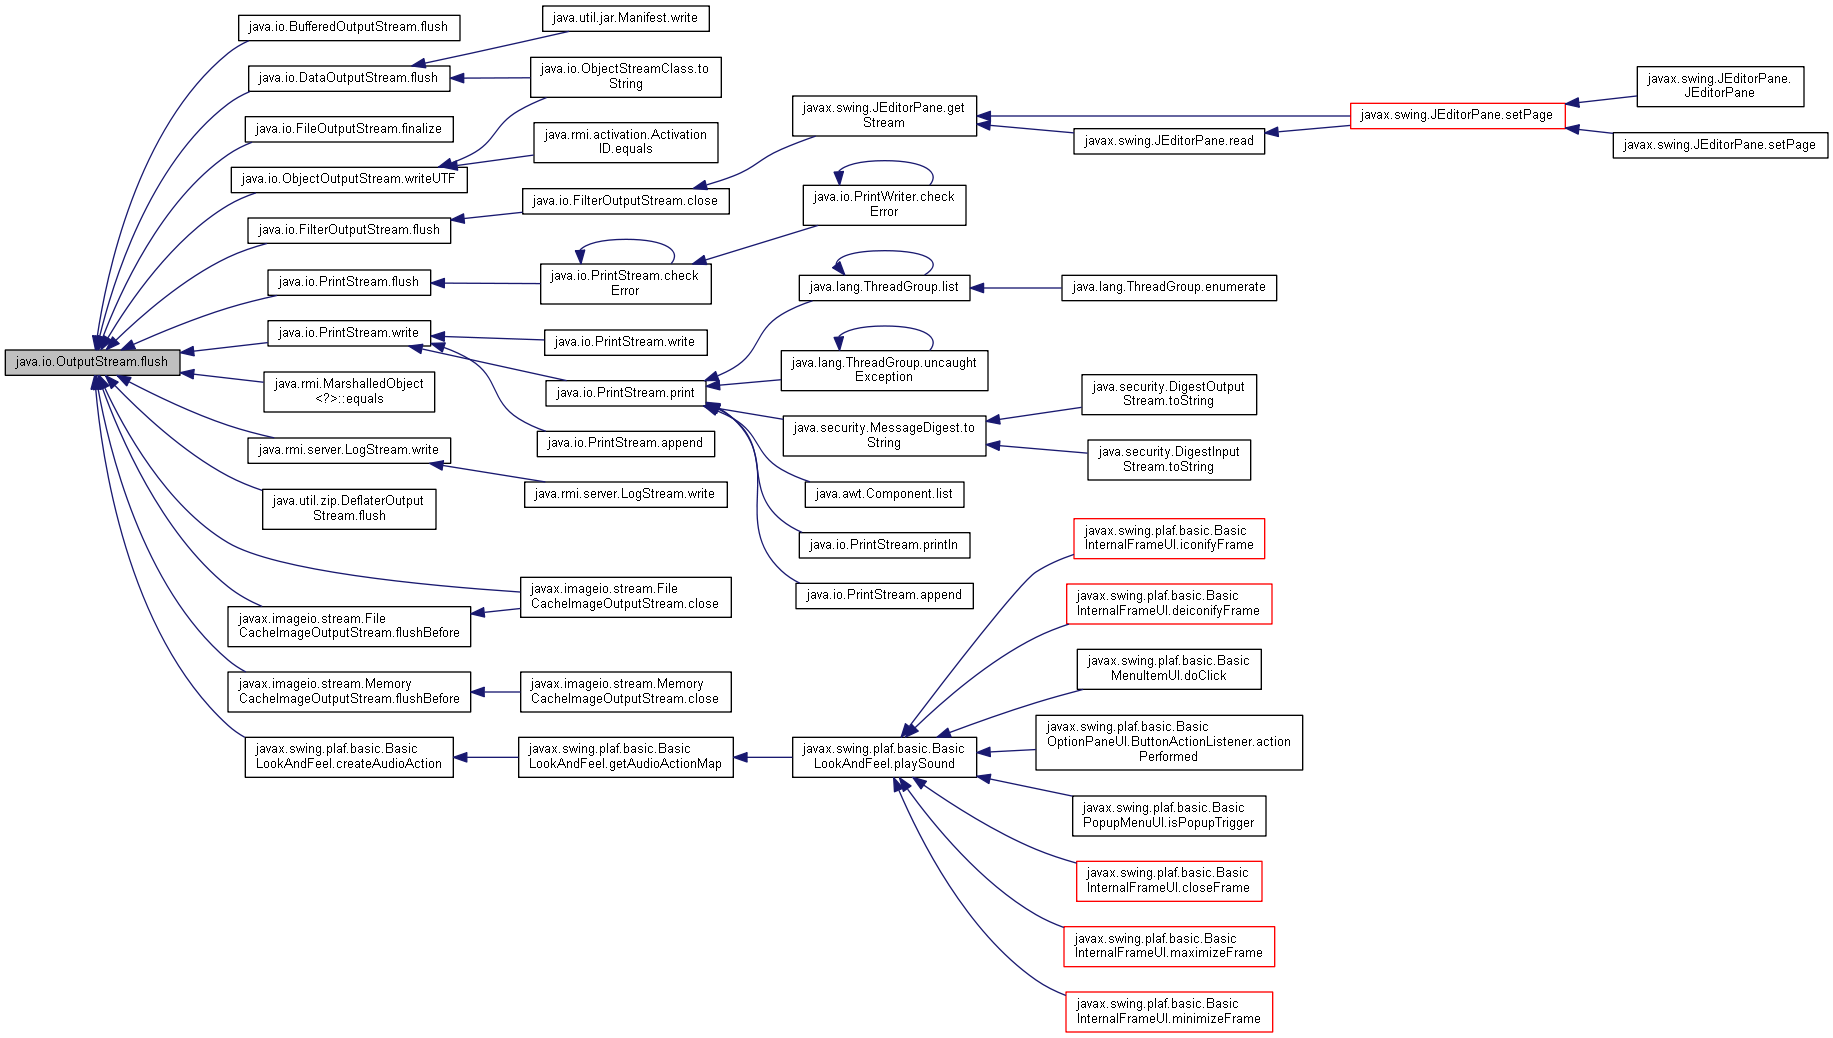 java.io.OutputStream.flush
java.io.BufferedOutputStream.flush
java.io.DataOutputStream.flush
java.io.FileOutputStream.finalize
java.io.ObjectOutputStream.writeUTF
java.io.FilterOutputStream.flush
java.io.PrintStream.flush
java.io.PrintStream.write
java.rmi.MarshalledObject
<?>::equals
java.rmi.server.LogStream.write
java.util.zip.DeflaterOutput
Stream.flush
javax.imageio.stream.File
CacheImageOutputStream.flushBefore
javax.imageio.stream.Memory
CacheImageOutputStream.flushBefore
javax.swing.plaf.basic.Basic
LookAndFeel.createAudioAction
java.util.jar.Manifest.write
java.io.ObjectStreamClass.to
String
java.rmi.activation.Activation
ID.equals
java.io.FilterOutputStream.close
java.io.PrintStream.check
Error
java.io.PrintStream.write
java.io.PrintStream.print
java.io.PrintStream.append
java.rmi.server.LogStream.write
javax.imageio.stream.File
CacheImageOutputStream.close
javax.imageio.stream.Memory
CacheImageOutputStream.close
javax.swing.plaf.basic.Basic
LookAndFeel.getAudioActionMap
javax.swing.JEditorPane.get
Stream
java.io.PrintWriter.check
Error
java.lang.ThreadGroup.list
java.lang.ThreadGroup.uncaught
Exception
java.security.MessageDigest.to
String
java.awt.Component.list
java.io.PrintStream.println
java.io.PrintStream.append
javax.swing.plaf.basic.Basic
LookAndFeel.playSound
javax.swing.JEditorPane.read
java.lang.ThreadGroup.enumerate
java.security.DigestOutput
Stream.toString
java.security.DigestInput
Stream.toString
javax.swing.plaf.basic.Basic
InternalFrameUI.iconifyFrame
javax.swing.plaf.basic.Basic
InternalFrameUI.deiconifyFrame
javax.swing.plaf.basic.Basic
MenuItemUI.doClick
javax.swing.plaf.basic.Basic
OptionPaneUI.ButtonActionListener.action
Performed
javax.swing.plaf.basic.Basic
PopupMenuUI.isPopupTrigger
javax.swing.plaf.basic.Basic
InternalFrameUI.closeFrame
javax.swing.plaf.basic.Basic
InternalFrameUI.maximizeFrame
javax.swing.plaf.basic.Basic
InternalFrameUI.minimizeFrame
javax.swing.JEditorPane.setPage
javax.swing.JEditorPane.
JEditorPane
javax.swing.JEditorPane.setPage